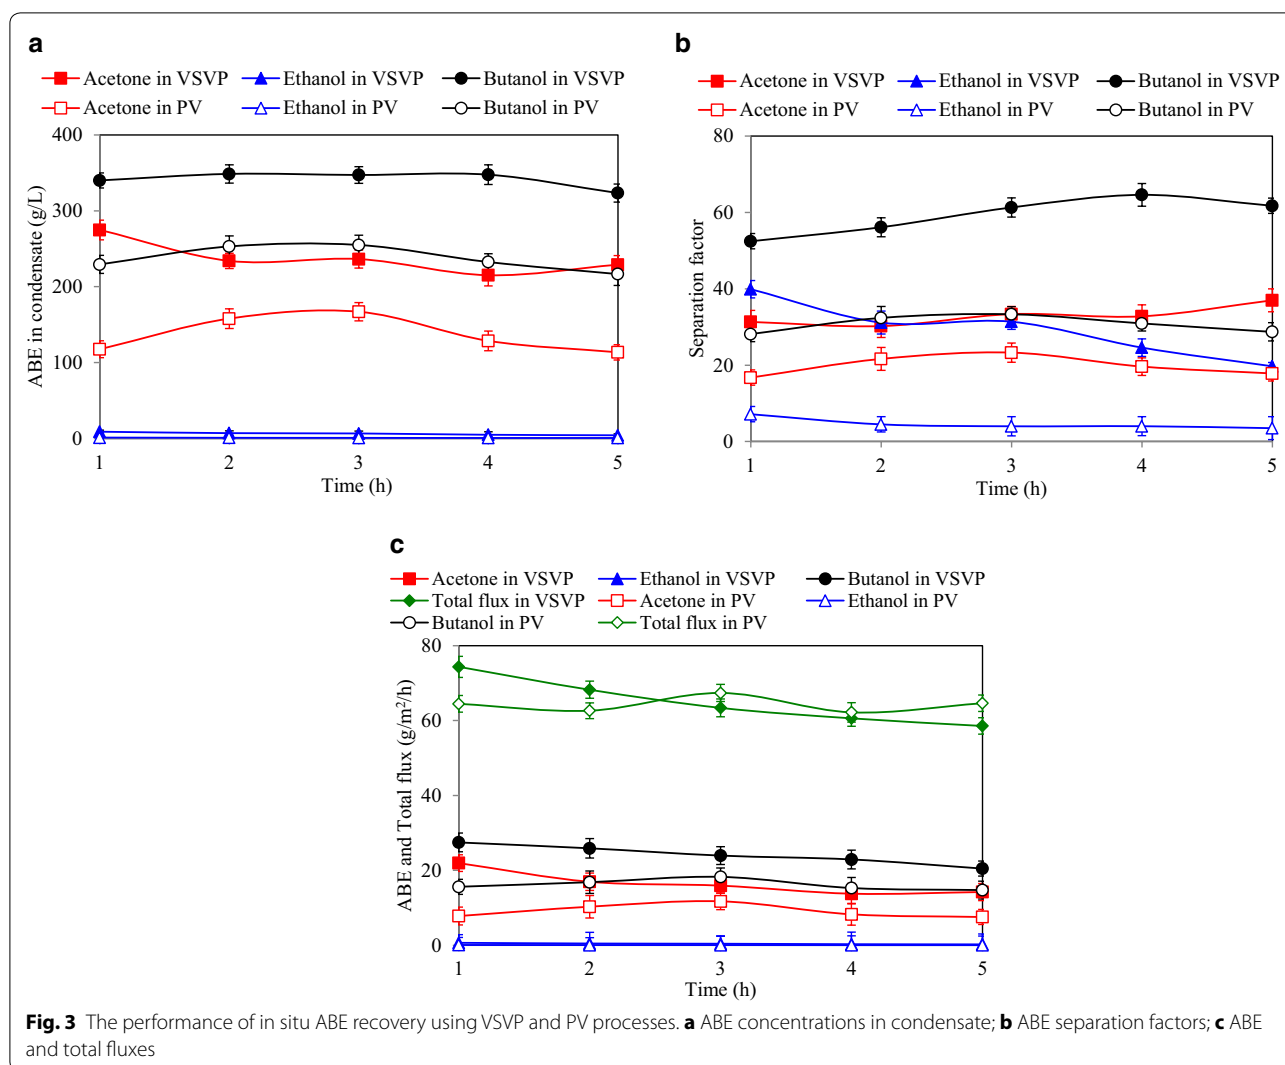 a
Acetone in VSVP Ethanol in VSVP Butanol in VSVP
Acetone in PV Ethanol in PV Butanol in PV
400
300
200
100
0
ABE in condensate (g/L)
1 2 3 4 5
Time (h)
b
Acetone in VSVP Ethanol in VSVP Butanol in VSVP
Acetone in PV Ethanol in PV Butanol in PV
80
60
40
20
0
Separation factor
1 2 3 4 5
Time (h)
c
Acetone in VSVP Ethanol in VSVP Butanol in VSVP
Total flux in VSVP Acetone in PV Ethanol in PV
Butanol in PV Total flux in PV
80
60
40
20
0
ABE and Total flux (g/m²/h)
1 2 3 4 5
Time (h)
Fig. 3 The performance of in situ ABE recovery using VSVP and PV processes. a ABE concentrations in condensate; b ABE separation factors; c ABE
and total fluxes